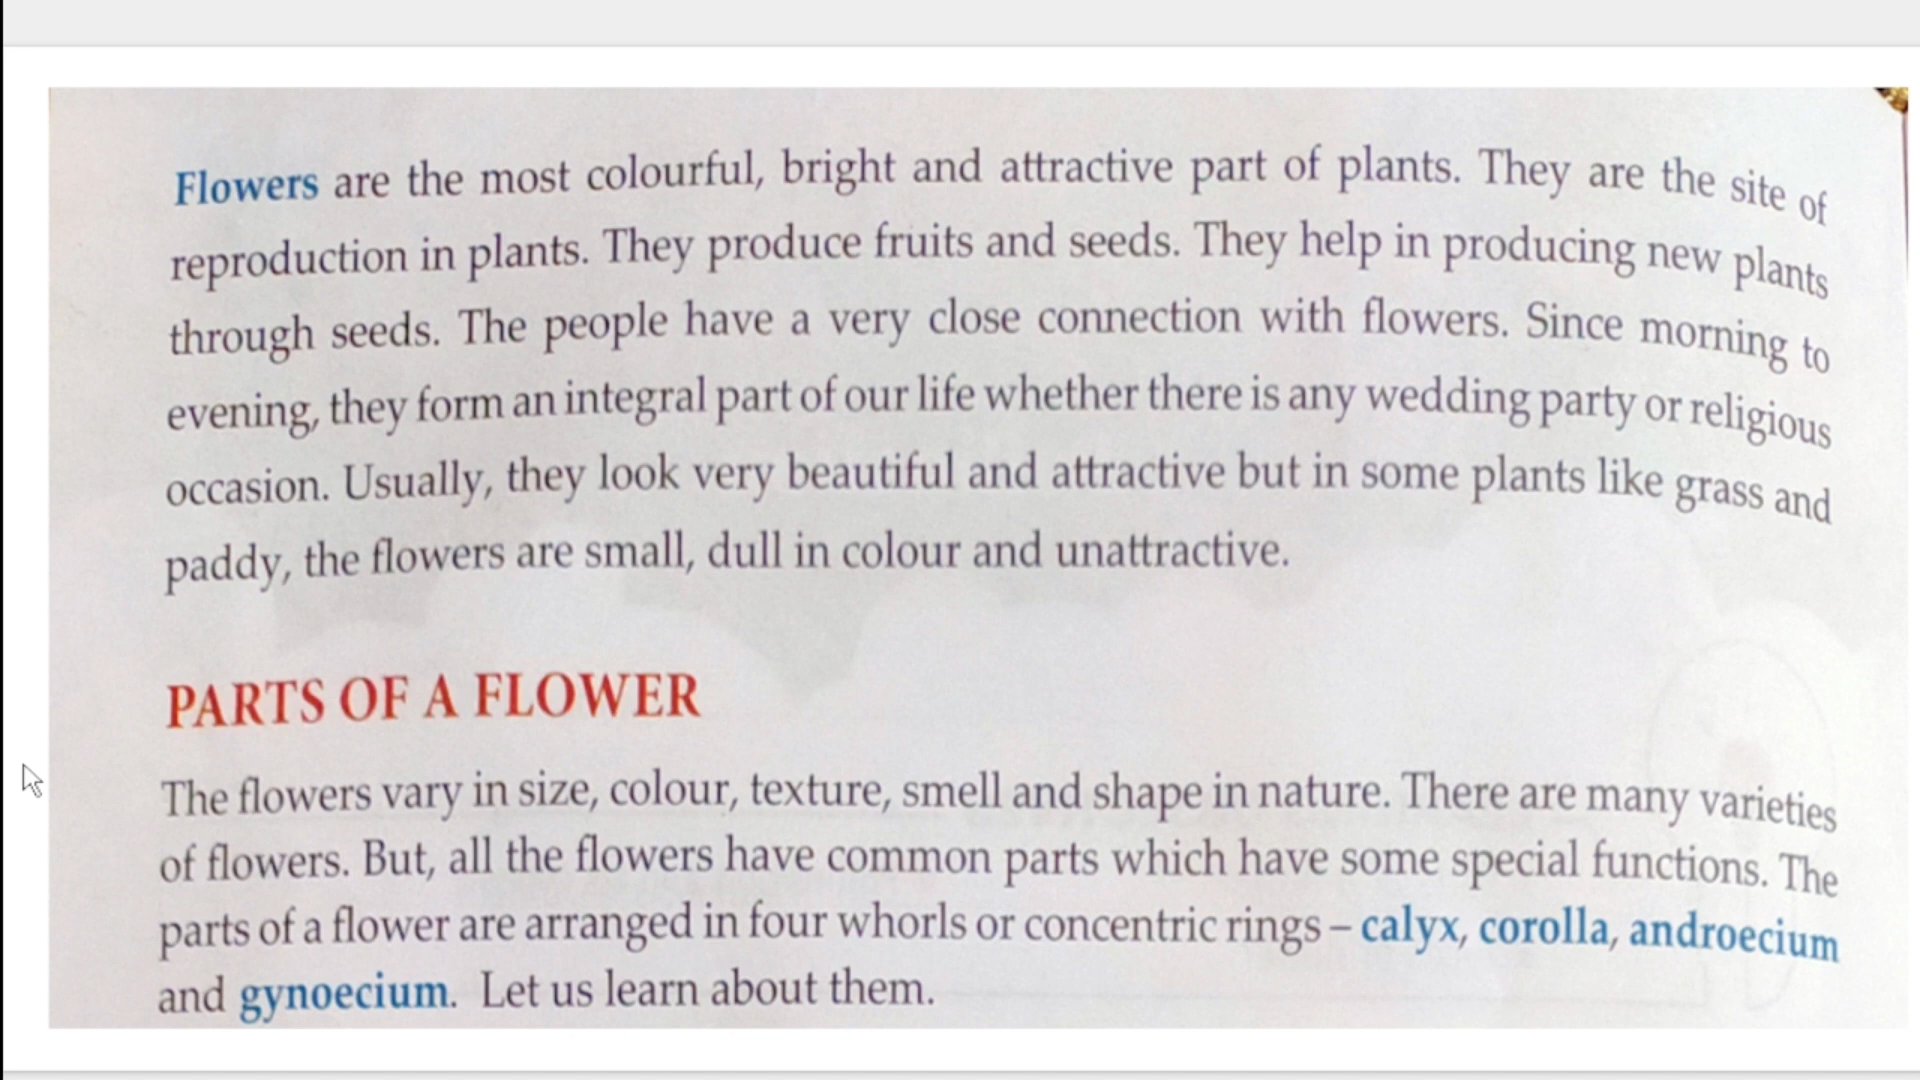 Flowers are the most colourful, bright and attractive part of plants. They are the site of
reproduction in plants. They produce fruits and seeds. They help in producing new plants
through seeds. The people have a very close connection with flowers. Since morning to
evening, they form an integral part of our life whether there is any wedding party or religious
occasion. Usually, they look very beautiful and attractive but in some plants like grass and
paddy, the flowers are small, dull in colour and unattractive.
PARTS OF A FLOWER
The flowers vary in size, colour, texture, smell and shape in nature. There are many varieties
of flowers. But, all the flowers have common parts which have some special functions. The
parts of a flower are arranged in four whorls or concentric rings – calyx, corolla, androecium
and gynoecium. Let us learn about them.